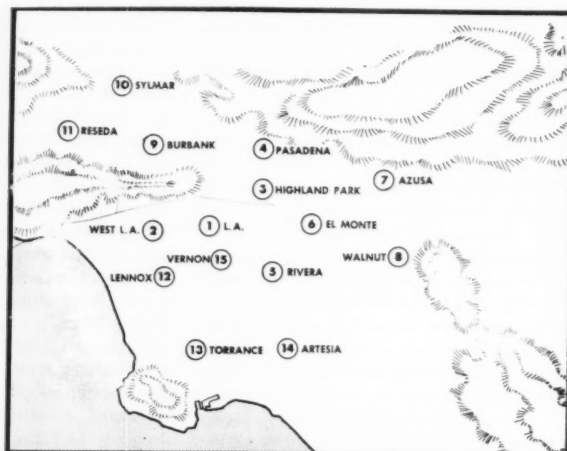 10 SYLMAR
11 RESEDA
9 BURBANK
4 PASADENA
7 AZUSA
3 HIGHLAND PARK
WEST L.A. 2
1 L.A.
6 EL MONTE
VERNON 15
WALNUT 8
LENNOX 12
5 RIVERA
13 TORRANCE
14 ARTESIA